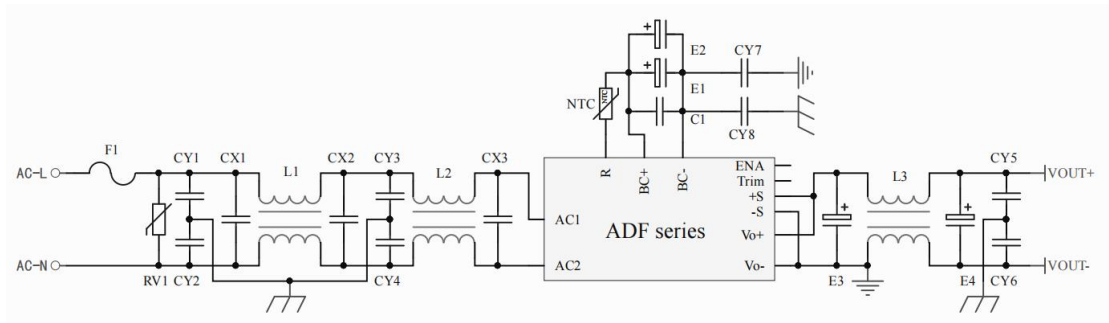 E2
CY7
E1
NTC
NTC
C1
CY8
F1
CY1
CX1
L1
CX2
CY3
L2
CX3
AC-L
R
BC+
BC-
ENA
Trim
+S
-S
Vo+
Vo-
AC1
ADF series
AC2
L3
CY5
VOUT+
AC-N
RV1
CY2
CY4
E3
E4
CY6
VOUT-
+
+
+
+